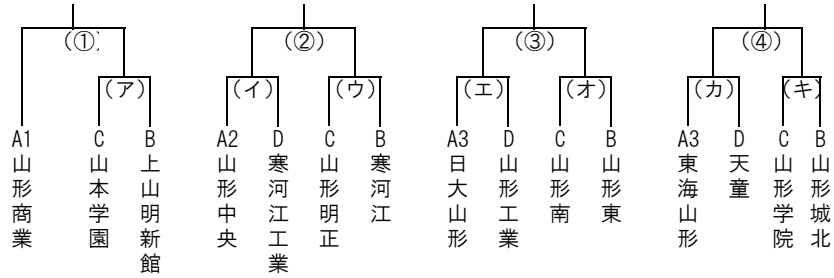 (①) (②) (③) (④)
(ア) (イ) (ウ) (エ) (オ) (カ) (キ)
A1 C B A2 D C B A3 D C B A3 D C B
山形商業
山本学園
上山明新館
山形中央
寒河江工業
山形明正
寒河江
日大山形
山形工業
山形南
山形東
東海山形
天童
山形学院
山形城北